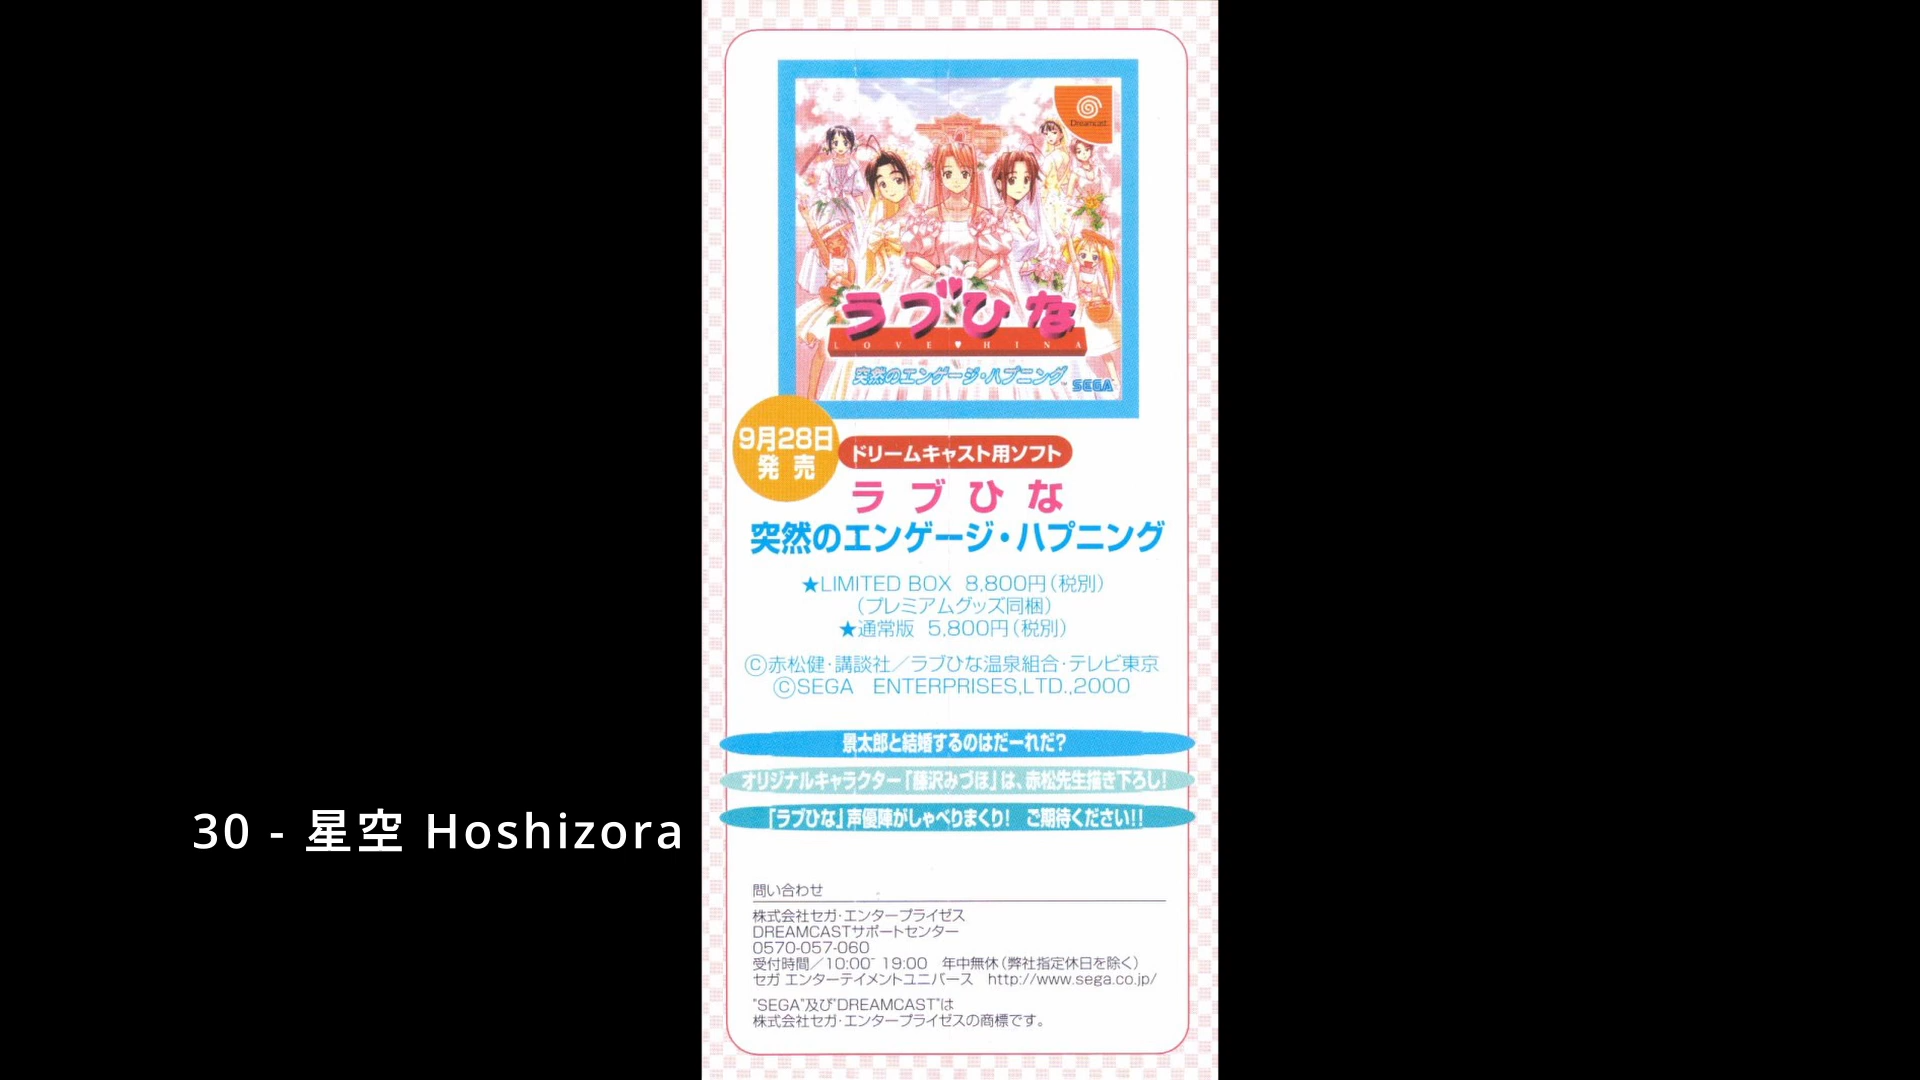 Dreamcast
ラブひな
LOVE♥HINA
突然のエンゲージ・ハプニング
SEGA
9月28日
発売
ドリームキャスト用ソフト
ラブひな
突然のエンゲージ・ハプニング
★LIMITED BOX 8,800円(税別)
(プレミアムグッズ同梱)
★通常版 5,800円(税別)
©赤松健・講談社/ラブひな温泉組合・テレビ東京
©SEGA ENTERPRISES,LTD.,2000
景太郎と結婚するのはだーれだ?
オリジナルキャラクター「藤沢みづほ」は、赤松先生描き下ろし!
「ラブひな」声優陣がしゃべりまくり! ご期待ください!!
30 - 星空 Hoshizora
問い合わせ
株式会社セガ・エンタープライゼス
DREAMCASTサポートセンター
0570-057-060
受付時間/10:00~19:00 年中無休(弊社指定休日を除く)
セガ エンターテイメントユニバース http://www.sega.co.jp/
"SEGA"及び"DREAMCAST"は
株式会社セガ・エンタープライゼスの商標です。